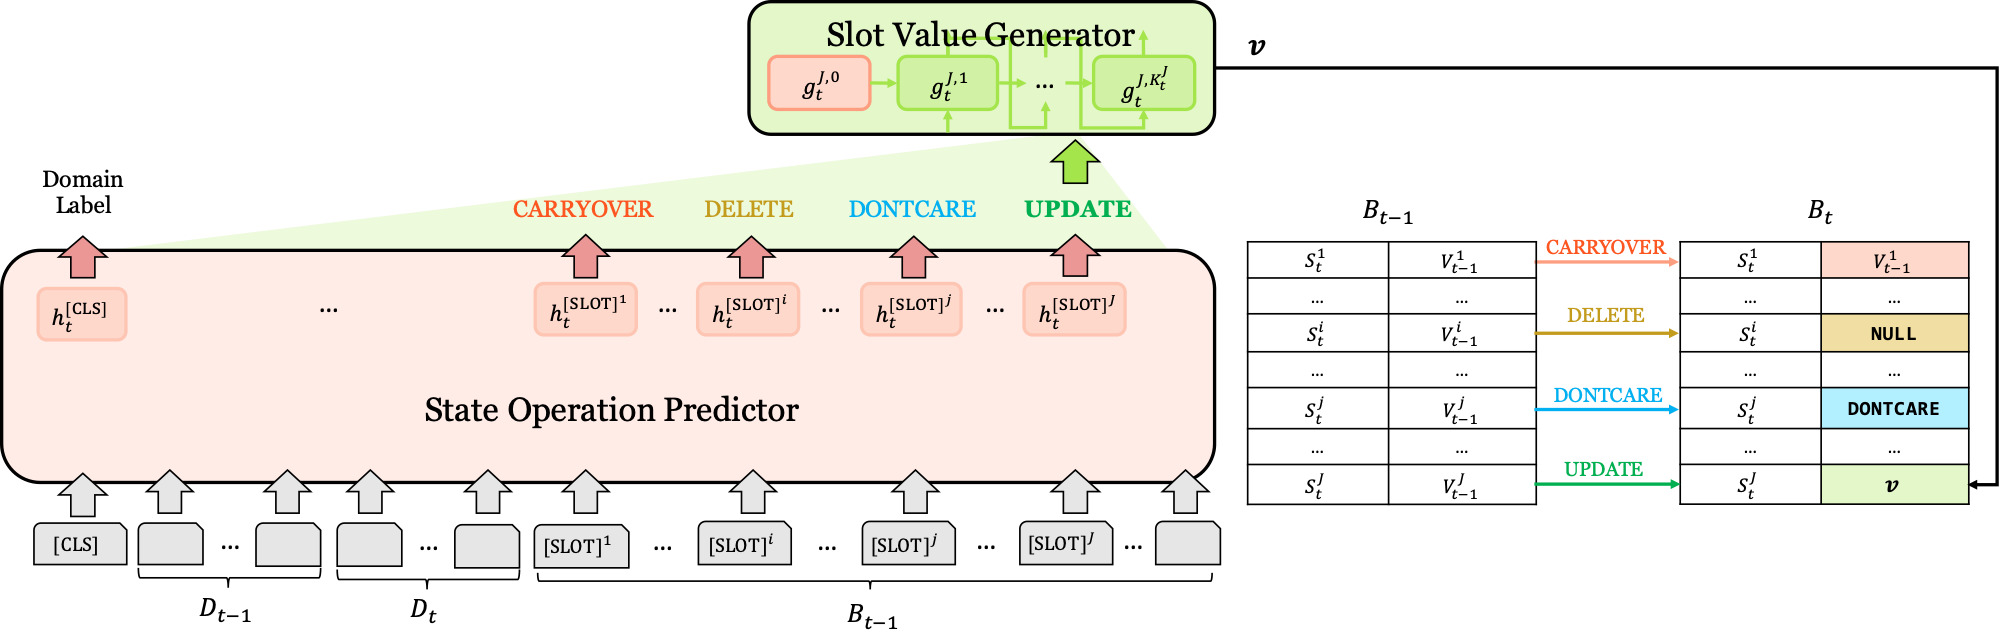 Slot Value Generator
g_t^{J,0} g_t^{J,1} ... g_t^{J,K_t^J}
v
Domain
Label
CARRYOVER DELETE DONTCARE UPDATE
h_t^{[CLS]} ... h_t^{[SLOT]^1} ... h_t^{[SLOT]^i} ... h_t^{[SLOT]^j} ... h_t^{[SLOT]^J}
State Operation Predictor
[CLS] ... ... [SLOT]^1 ... [SLOT]^i ... [SLOT]^j ... [SLOT]^J ...
D_{t−1} D_t B_{t−1}
B_{t−1} B_t
S_t^1 V_{t−1}^1 CARRYOVER S_t^1 V_{t−1}^1
... ... ... ...
S_t^i V_{t−1}^i DELETE S_t^i NULL
... ... ... ...
S_t^j V_{t−1}^j DONTCARE S_t^j DONTCARE
... ... ... ...
S_t^J V_{t−1}^J UPDATE S_t^J v